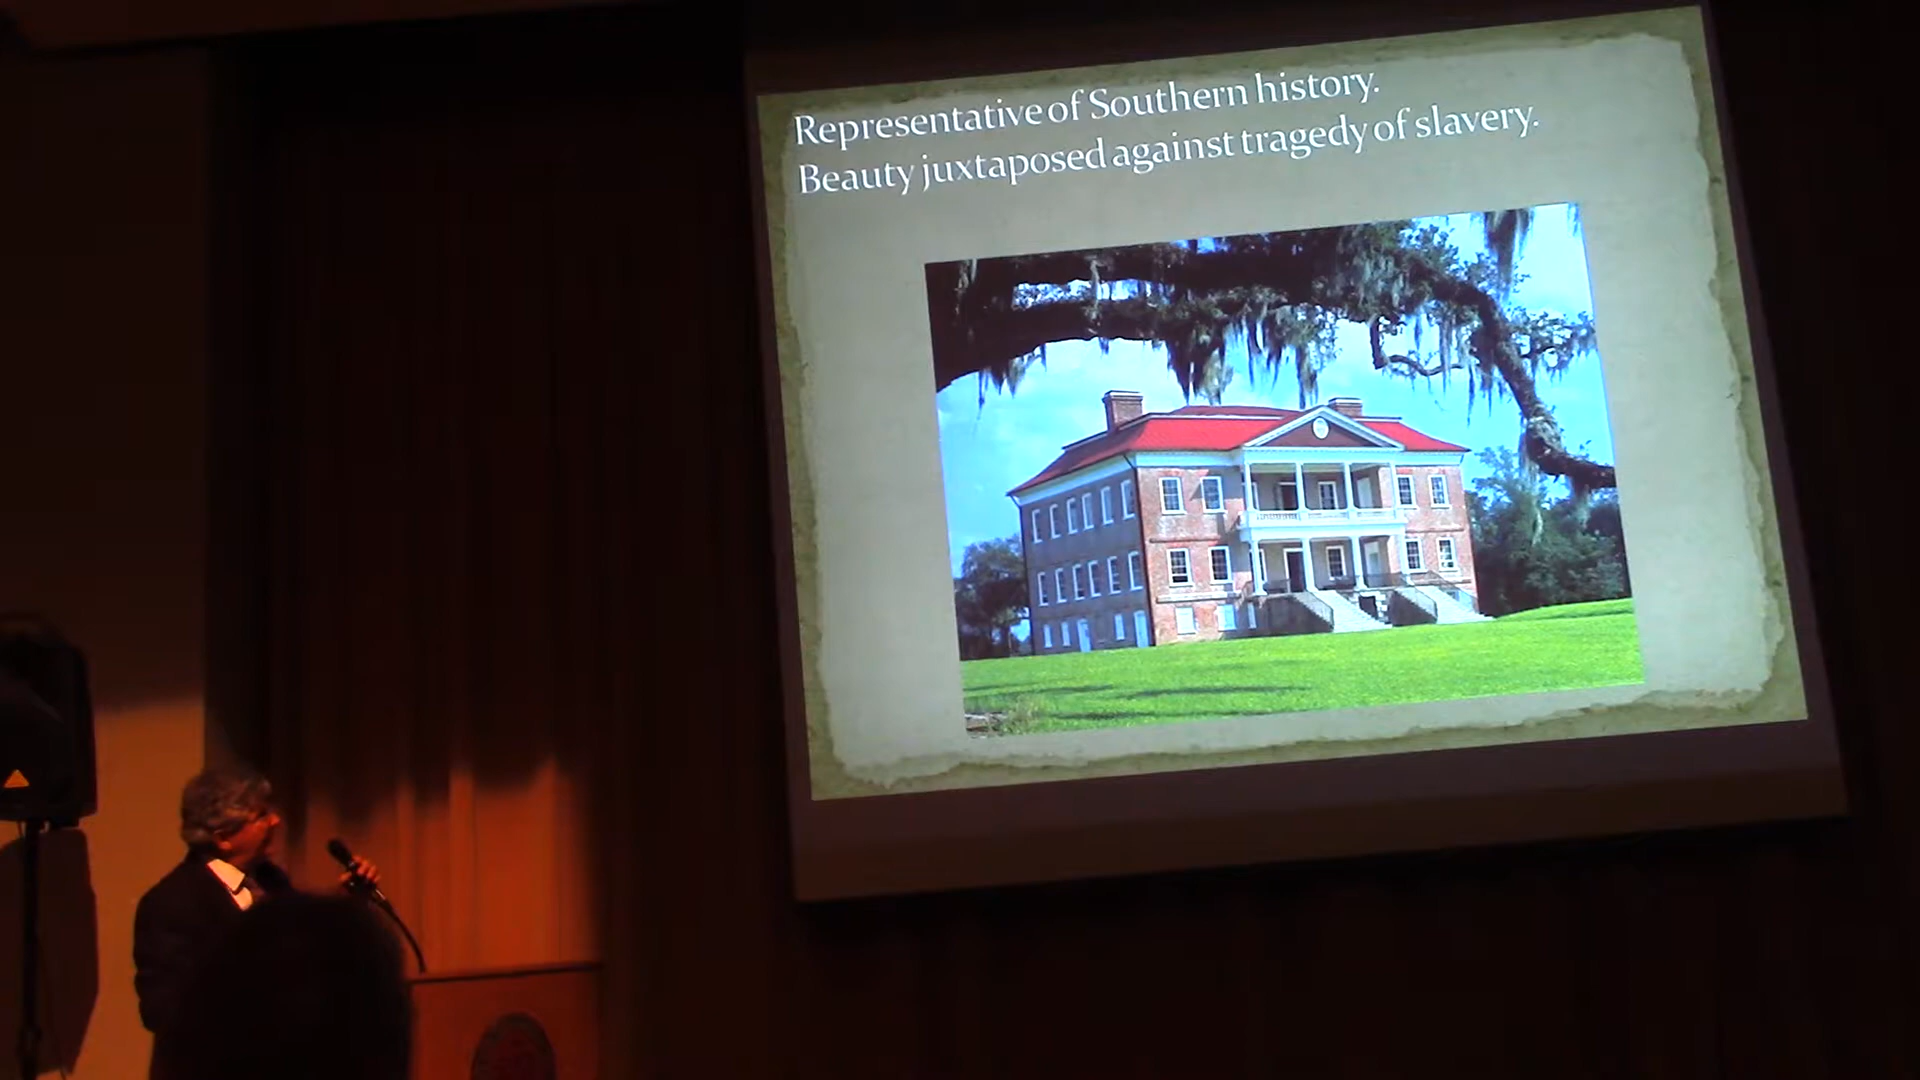 Representative of Southern history.
Beauty juxtaposed against tragedy of slavery.